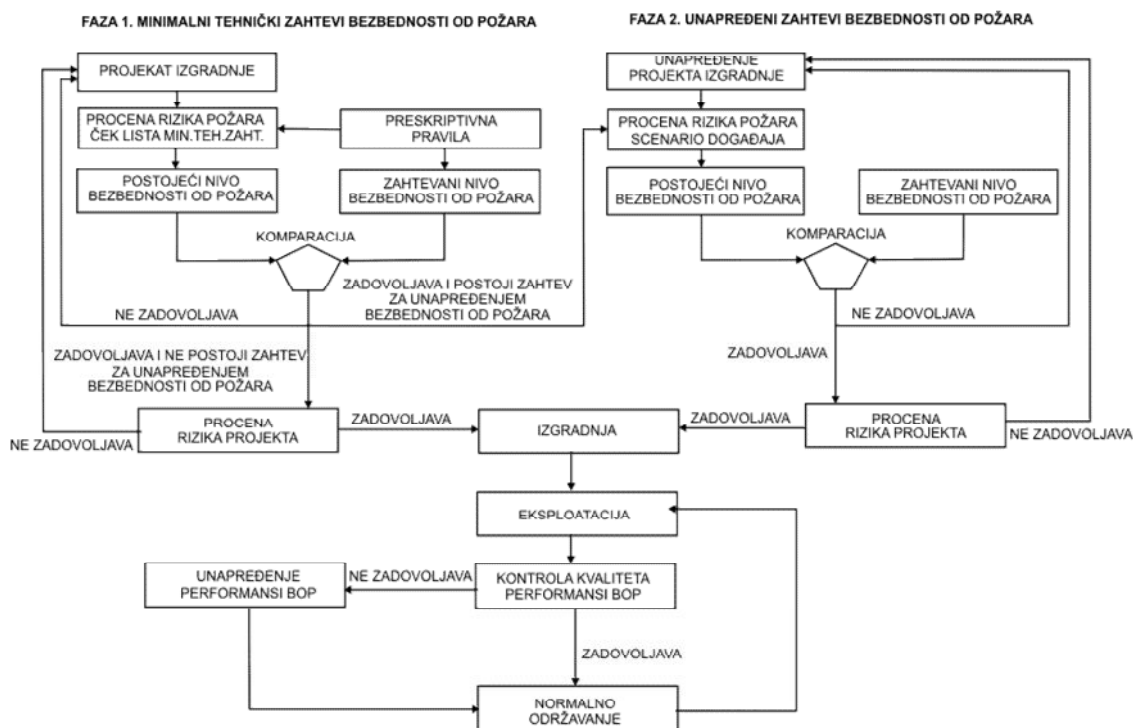 FAZA 1. MINIMALNI TEHNIČKI ZAHTEVI BEZBEDNOSTI OD POŽARA
PROJEKAT IZGRADNJE
PROCENA RIZIKA POŽARA
ČEK LISTA MIN.TEH.ZAHT.
PRESKRIPTIVNA
PRAVILA
POSTOJEĆI NIVO
BEZBEDNOSTI OD POŽARA
ZAHTEVANI NIVO
BEZBEDNOSTI OD POŽARA
KOMPARACIJA
ZADOVOLJAVA I POSTOJI ZAHTEV
ZA UNAPREĐENJEM
BEZBEDNOSTI OD POŽARA
NE ZADOVOLJAVA
ZADOVOLJAVA I NE POSTOJI ZAHTEV
ZA UNAPREĐENJEM
BEZBEDNOSTI OD POŽARA
PROCENA
RIZIKA PROJEKTA
NE ZADOVOLJAVA
ZADOVOLJAVA
FAZA 2. UNAPREĐENI ZAHTEVI BEZBEDNOSTI OD POŽARA
UNAPREĐENJE
PROJEKTA IZGRADNJE
PROCENA RIZIKA POŽARA
SCENARIO DOGAĐAJA
POSTOJEĆI NIVO
BEZBEDNOSTI OD POŽARA
ZAHTEVANI NIVO
BEZBEDNOSTI OD POŽARA
KOMPARACIJA
NE ZADOVOLJAVA
ZADOVOLJAVA
PROCENA
RIZIKA PROJEKTA
NE ZADOVOLJAVA
ZADOVOLJAVA
IZGRADNJA
EKSPLOATACIJA
KONTROLA KVALITETA
PERFORMANSI BOP
NE ZADOVOLJAVA
UNAPREĐENJE
PERFORMANSI BOP
ZADOVOLJAVA
NORMALNO
ODRŽAVANJE